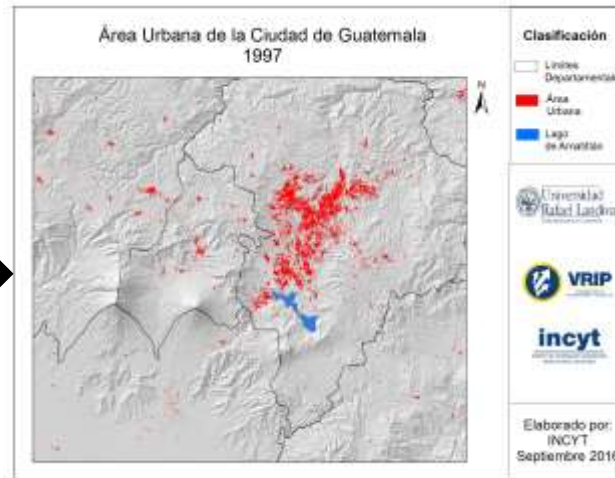 Área Urbana de la Ciudad de Guatemala
1997
N
Clasificación
Límites
Departamentales
Área
Urbana
Lago
de Amatitlán
Universidad
Rafael Landívar
VRIP
incyt
Elaborado por:
INCYT
Septiembre 2016